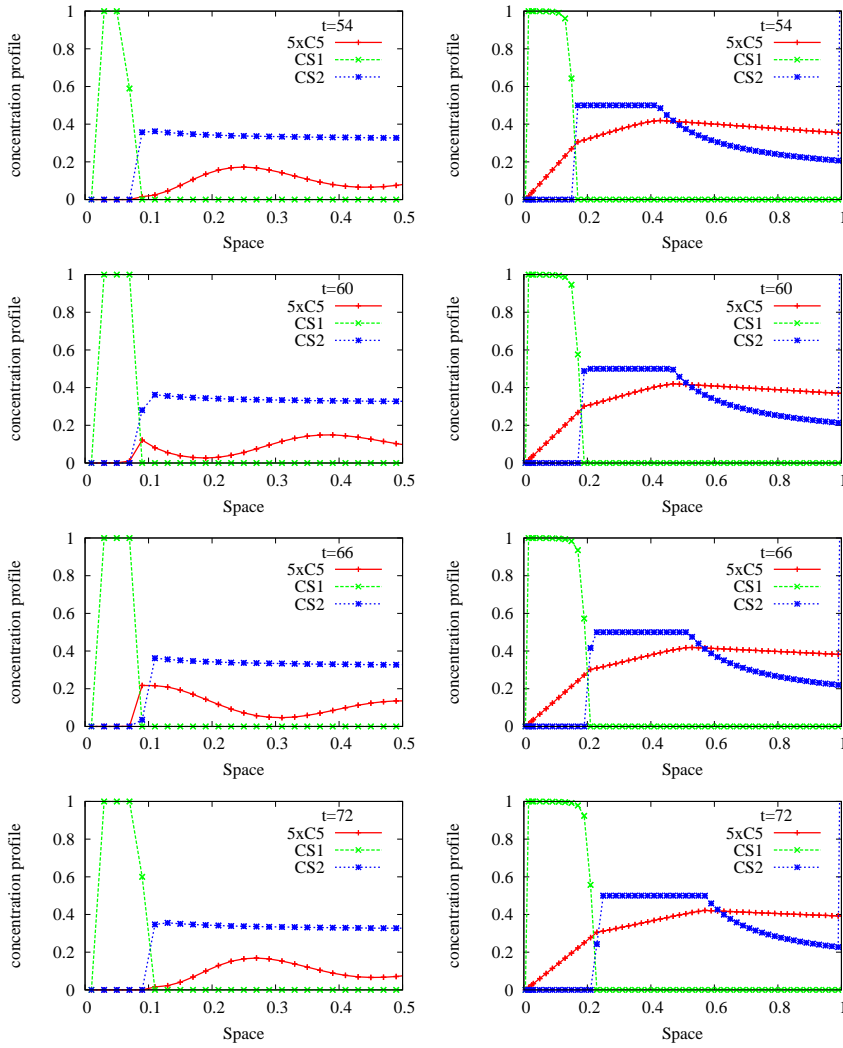 t=54
5xC5
CS1
CS2
concentration profile
1
0.8
0.6
0.4
0.2
0
0 0.1 0.2 0.3 0.4 0.5
Space
t=54
5xC5
CS1
CS2
concentration profile
1
0.8
0.6
0.4
0.2
0
0 0.2 0.4 0.6 0.8 1
Space
t=60
5xC5
CS1
CS2
concentration profile
1
0.8
0.6
0.4
0.2
0
0 0.1 0.2 0.3 0.4 0.5
Space
t=60
5xC5
CS1
CS2
concentration profile
1
0.8
0.6
0.4
0.2
0
0 0.2 0.4 0.6 0.8 1
Space
t=66
5xC5
CS1
CS2
concentration profile
1
0.8
0.6
0.4
0.2
0
0 0.1 0.2 0.3 0.4 0.5
Space
t=66
5xC5
CS1
CS2
concentration profile
1
0.8
0.6
0.4
0.2
0
0 0.2 0.4 0.6 0.8 1
Space
t=72
5xC5
CS1
CS2
concentration profile
1
0.8
0.6
0.4
0.2
0
0 0.1 0.2 0.3 0.4 0.5
Space
t=72
5xC5
CS1
CS2
concentration profile
1
0.8
0.6
0.4
0.2
0
0 0.2 0.4 0.6 0.8 1
Space